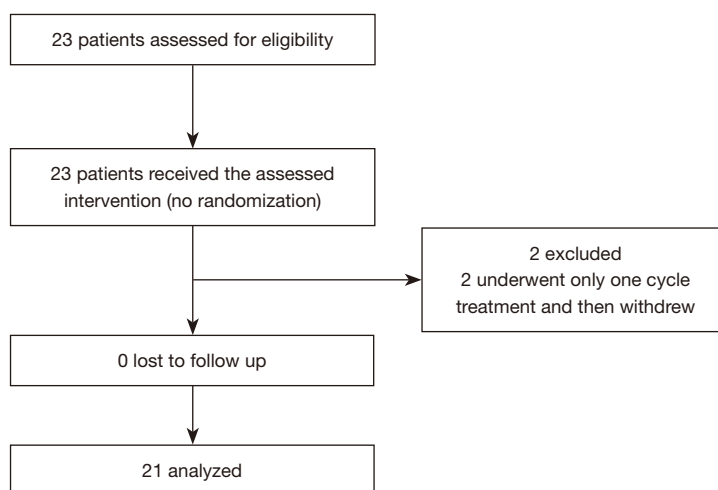 23 patients assessed for eligibility
23 patients received the assessed
intervention (no randomization)
2 excluded
2 underwent only one cycle
treatment and then withdrew
0 lost to follow up
21 analyzed